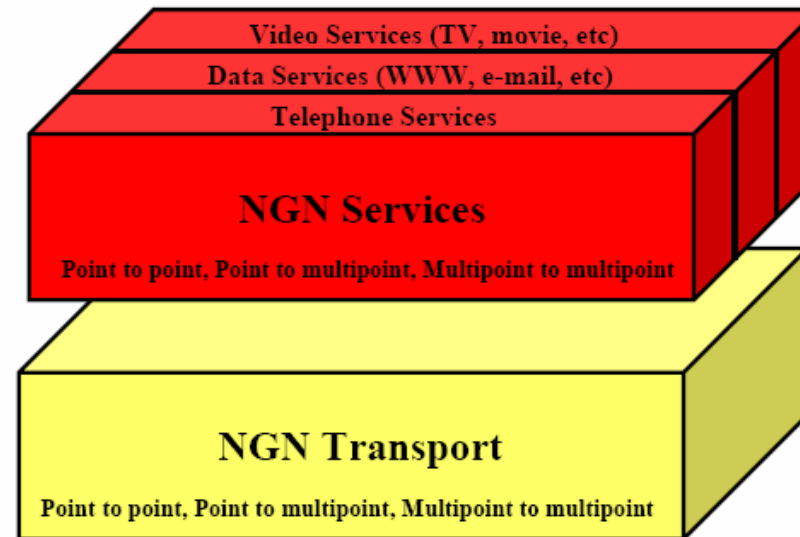 Video Services (TV, movie, etc)
Data Services (WWW, e-mail, etc)
Telephone Services
NGN Services
Point to point, Point to multipoint, Multipoint to multipoint
NGN Transport
Point to point, Point to multipoint, Multipoint to multipoint